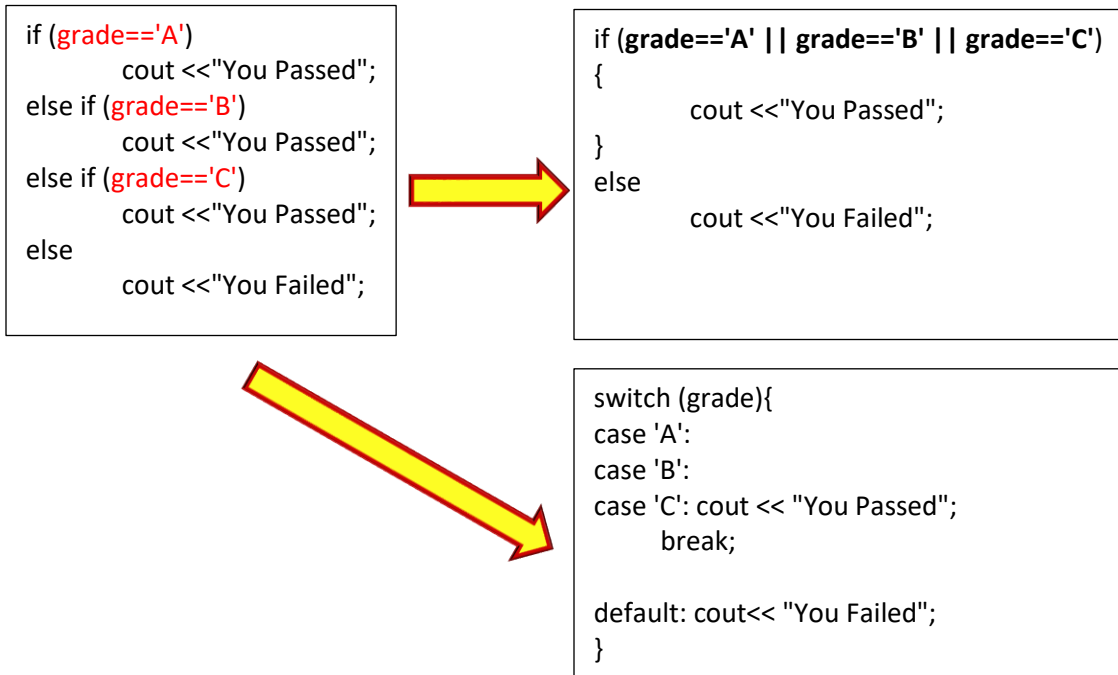 if (grade=='A')
cout <<"You Passed";
else if (grade=='B')
cout <<"You Passed";
else if (grade=='C')
cout <<"You Passed";
else
cout <<"You Failed";
if (grade=='A' || grade=='B' || grade=='C')
{
cout <<"You Passed";
}
else
cout <<"You Failed";
switch (grade){
case 'A':
case 'B':
case 'C': cout << "You Passed";
break;
default: cout<< "You Failed";
}